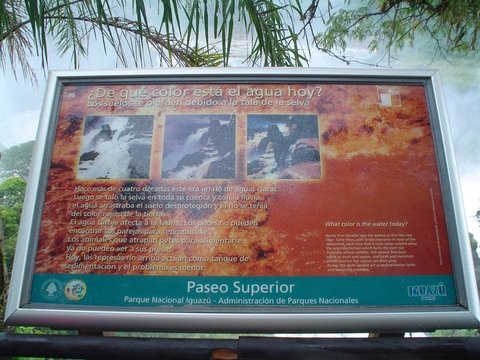 ¿De qué color está el agua hoy?
Los suelos se pierden debido a la tala de la selva
Hace más de cuatro décadas este era un río de aguas claras.
Luego se taló la selva en toda su cuenca y con la lluvia,
el agua arrastraba el suelo desprotegido y el río se teñía
del color rojizo de la tierra.
El agua turbia afecta a la fauna. Los peces no pueden
encontrar sus parejas para reproducirse.
Los animales que atrapan peces para alimentarse
ya no pueden ver a sus presas.
Hoy, las represas río arriba actúan como tanque de
sedimentación y el problema es menor.
What color is the water today?
Paseo Superior
Parque Nacional Iguazú - Administración de Parques Nacionales
IGUAZÚ